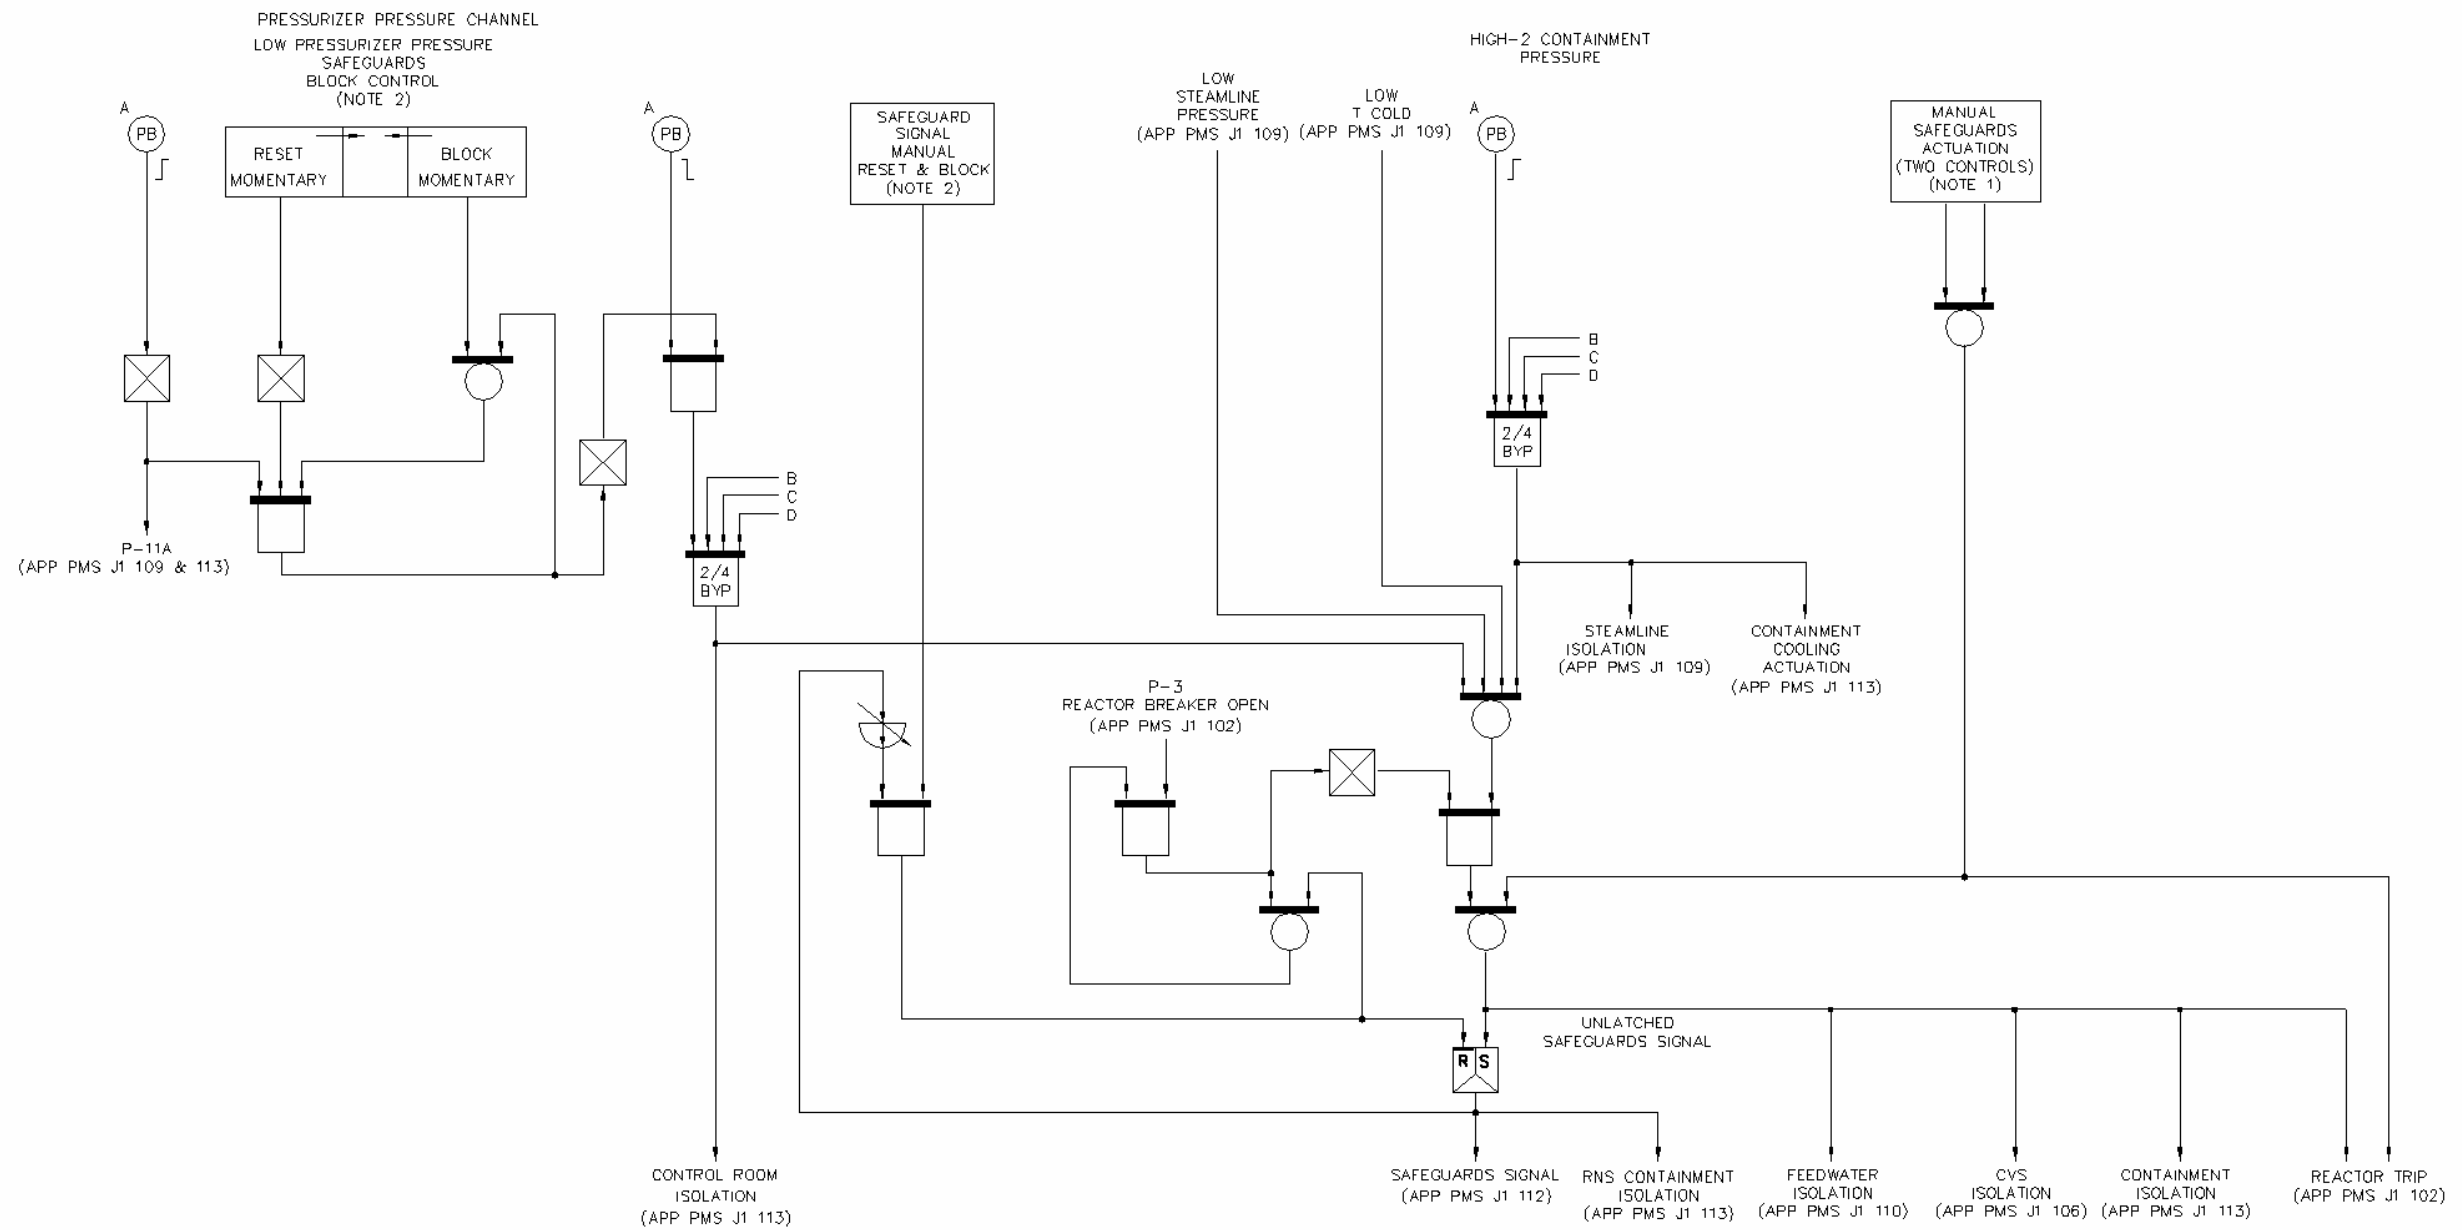 PRESSURIZER PRESSURE CHANNEL
LOW PRESSURIZER PRESSURE
SAFEGUARDS
BLOCK CONTROL
(NOTE 2)
A
PB
RESET
MOMENTARY
BLOCK
MOMENTARY
A
PB
SAFEGUARD
SIGNAL
MANUAL
RESET & BLOCK
(NOTE 2)
LOW
STEAMLINE
PRESSURE
(APP PMS J1 109)
LOW
T COLD
(APP PMS J1 109)
HIGH-2 CONTAINMENT
PRESSURE
A
PB
MANUAL
SAFEGUARDS
ACTUATION
(TWO CONTROLS)
(NOTE 1)
B
C
D
2/4
BYP
B
C
D
2/4
BYP
P-11A
(APP PMS J1 109 & 113)
STEAMLINE
ISOLATION
(APP PMS J1 109)
CONTAINMENT
COOLING
ACTUATION
(APP PMS J1 113)
P-3
REACTOR BREAKER OPEN
(APP PMS J1 102)
UNLATCHED
SAFEGUARDS SIGNAL
R S
CONTROL ROOM
ISOLATION
(APP PMS J1 113)
SAFEGUARDS SIGNAL
(APP PMS J1 112)
RNS CONTAINMENT
ISOLATION
(APP PMS J1 113)
FEEDWATER
ISOLATION
(APP PMS J1 110)
CVS
ISOLATION
(APP PMS J1 106)
CONTAINMENT
ISOLATION
(APP PMS J1 113)
REACTOR TRIP
(APP PMS J1 102)